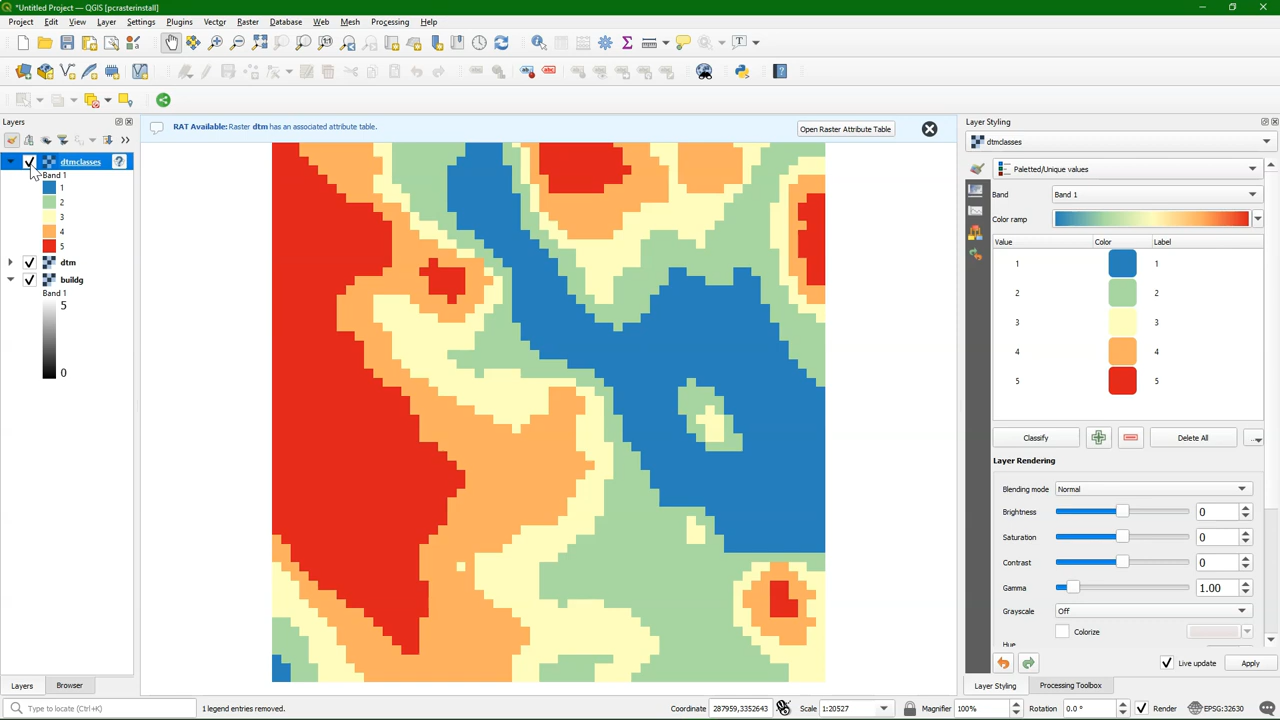 *Untitled Project — QGIS [pcrasterinstall]
Project Edit View Layer Settings Plugins Vector Raster Database Web Mesh Processing Help
Layers
RAT Available: Raster dtm has an associated attribute table.
Open Raster Attribute Table
dtmclasses
Band 1
1
2
3
4
5
dtm
buildg
Band 1
5
0
Layers Browser
Layer Styling
dtmclasses
Paletted/Unique values
Band Band 1
Color ramp
Value Color Label
1 1
2 2
3 3
4 4
5 5
Classify Delete All ...
Layer Rendering
Blending mode Normal
Brightness 0
Saturation 0
Contrast 0
Gamma 1.00
Grayscale Off
Colorize
Hue
Live update Apply
Layer Styling Processing Toolbox
Type to locate (Ctrl+K) 1 legend entries removed. Coordinate 287959,3352643 Scale 1:20527 Magnifier 100% Rotation 0.0 ° Render EPSG:32630